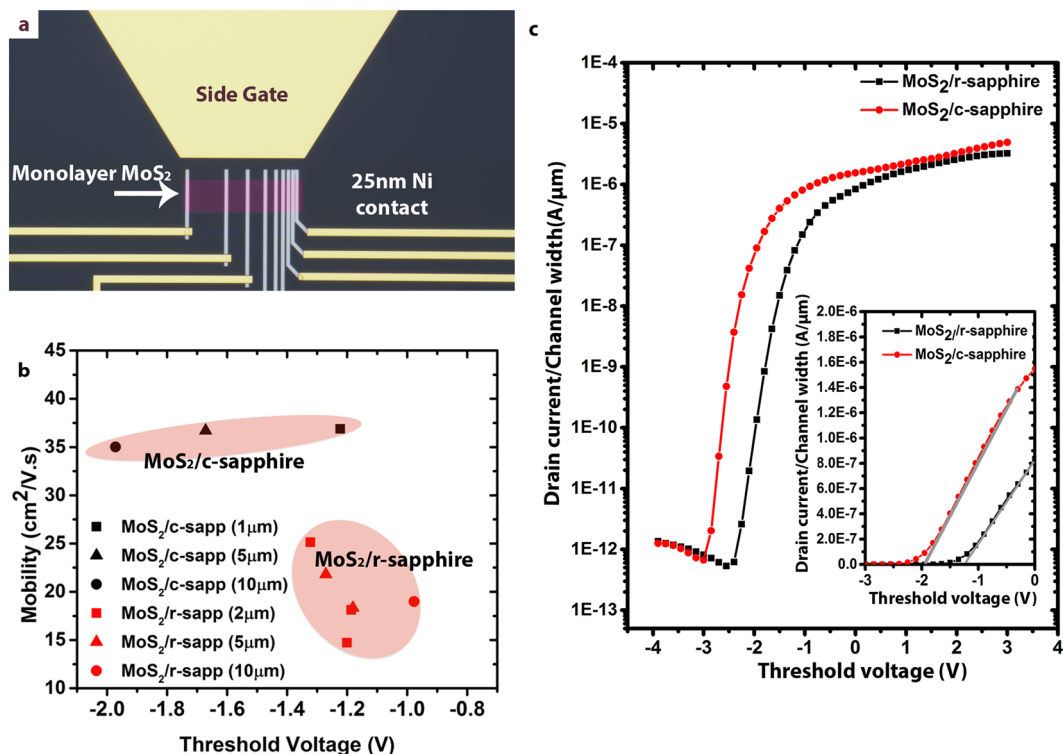 a
Side Gate
Monolayer MoS₂
25nm Ni
contact
b
Mobility (cm²/V.s)
45
40
35
30
25
20
15
10
MoS₂/c-sapphire
MoS₂/r-sapphire
MoS₂/c-sapp (1μm)
MoS₂/c-sapp (5μm)
MoS₂/c-sapp (10μm)
MoS₂/r-sapp (2μm)
MoS₂/r-sapp (5μm)
MoS₂/r-sapp (10μm)
-2.0 -1.8 -1.6 -1.4 -1.2 -1.0 -0.8
Threshold Voltage (V)
c
Drain current/Channel width(A/μm)
1E-4
1E-5
1E-6
1E-7
1E-8
1E-9
1E-10
1E-11
1E-12
1E-13
MoS₂/r-sapphire
MoS₂/c-sapphire
-4 -3 -2 -1 0 1 2 3 4
Threshold voltage (V)
Drain current/Channel width (A/μm)
2.0E-6
1.8E-6
1.6E-6
1.4E-6
1.2E-6
1.0E-6
8.0E-7
6.0E-7
4.0E-7
2.0E-7
0.0
MoS₂//r-sapphire
MoS₂/c-sapphire
-3 -2 -1 0
Threshold voltage (V)